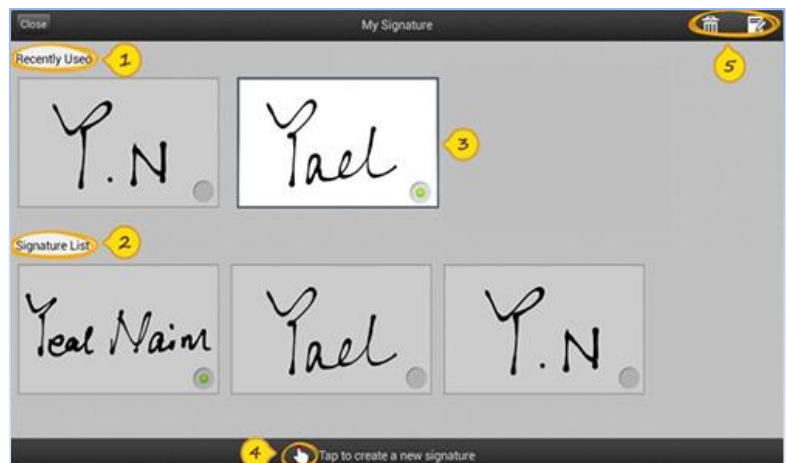 Close
My Signature
5
Recently Used
1
Y.N
Yael
3
Signature List
2
Yeal Naim
Yael
Y.N
4
Tap to create a new signature